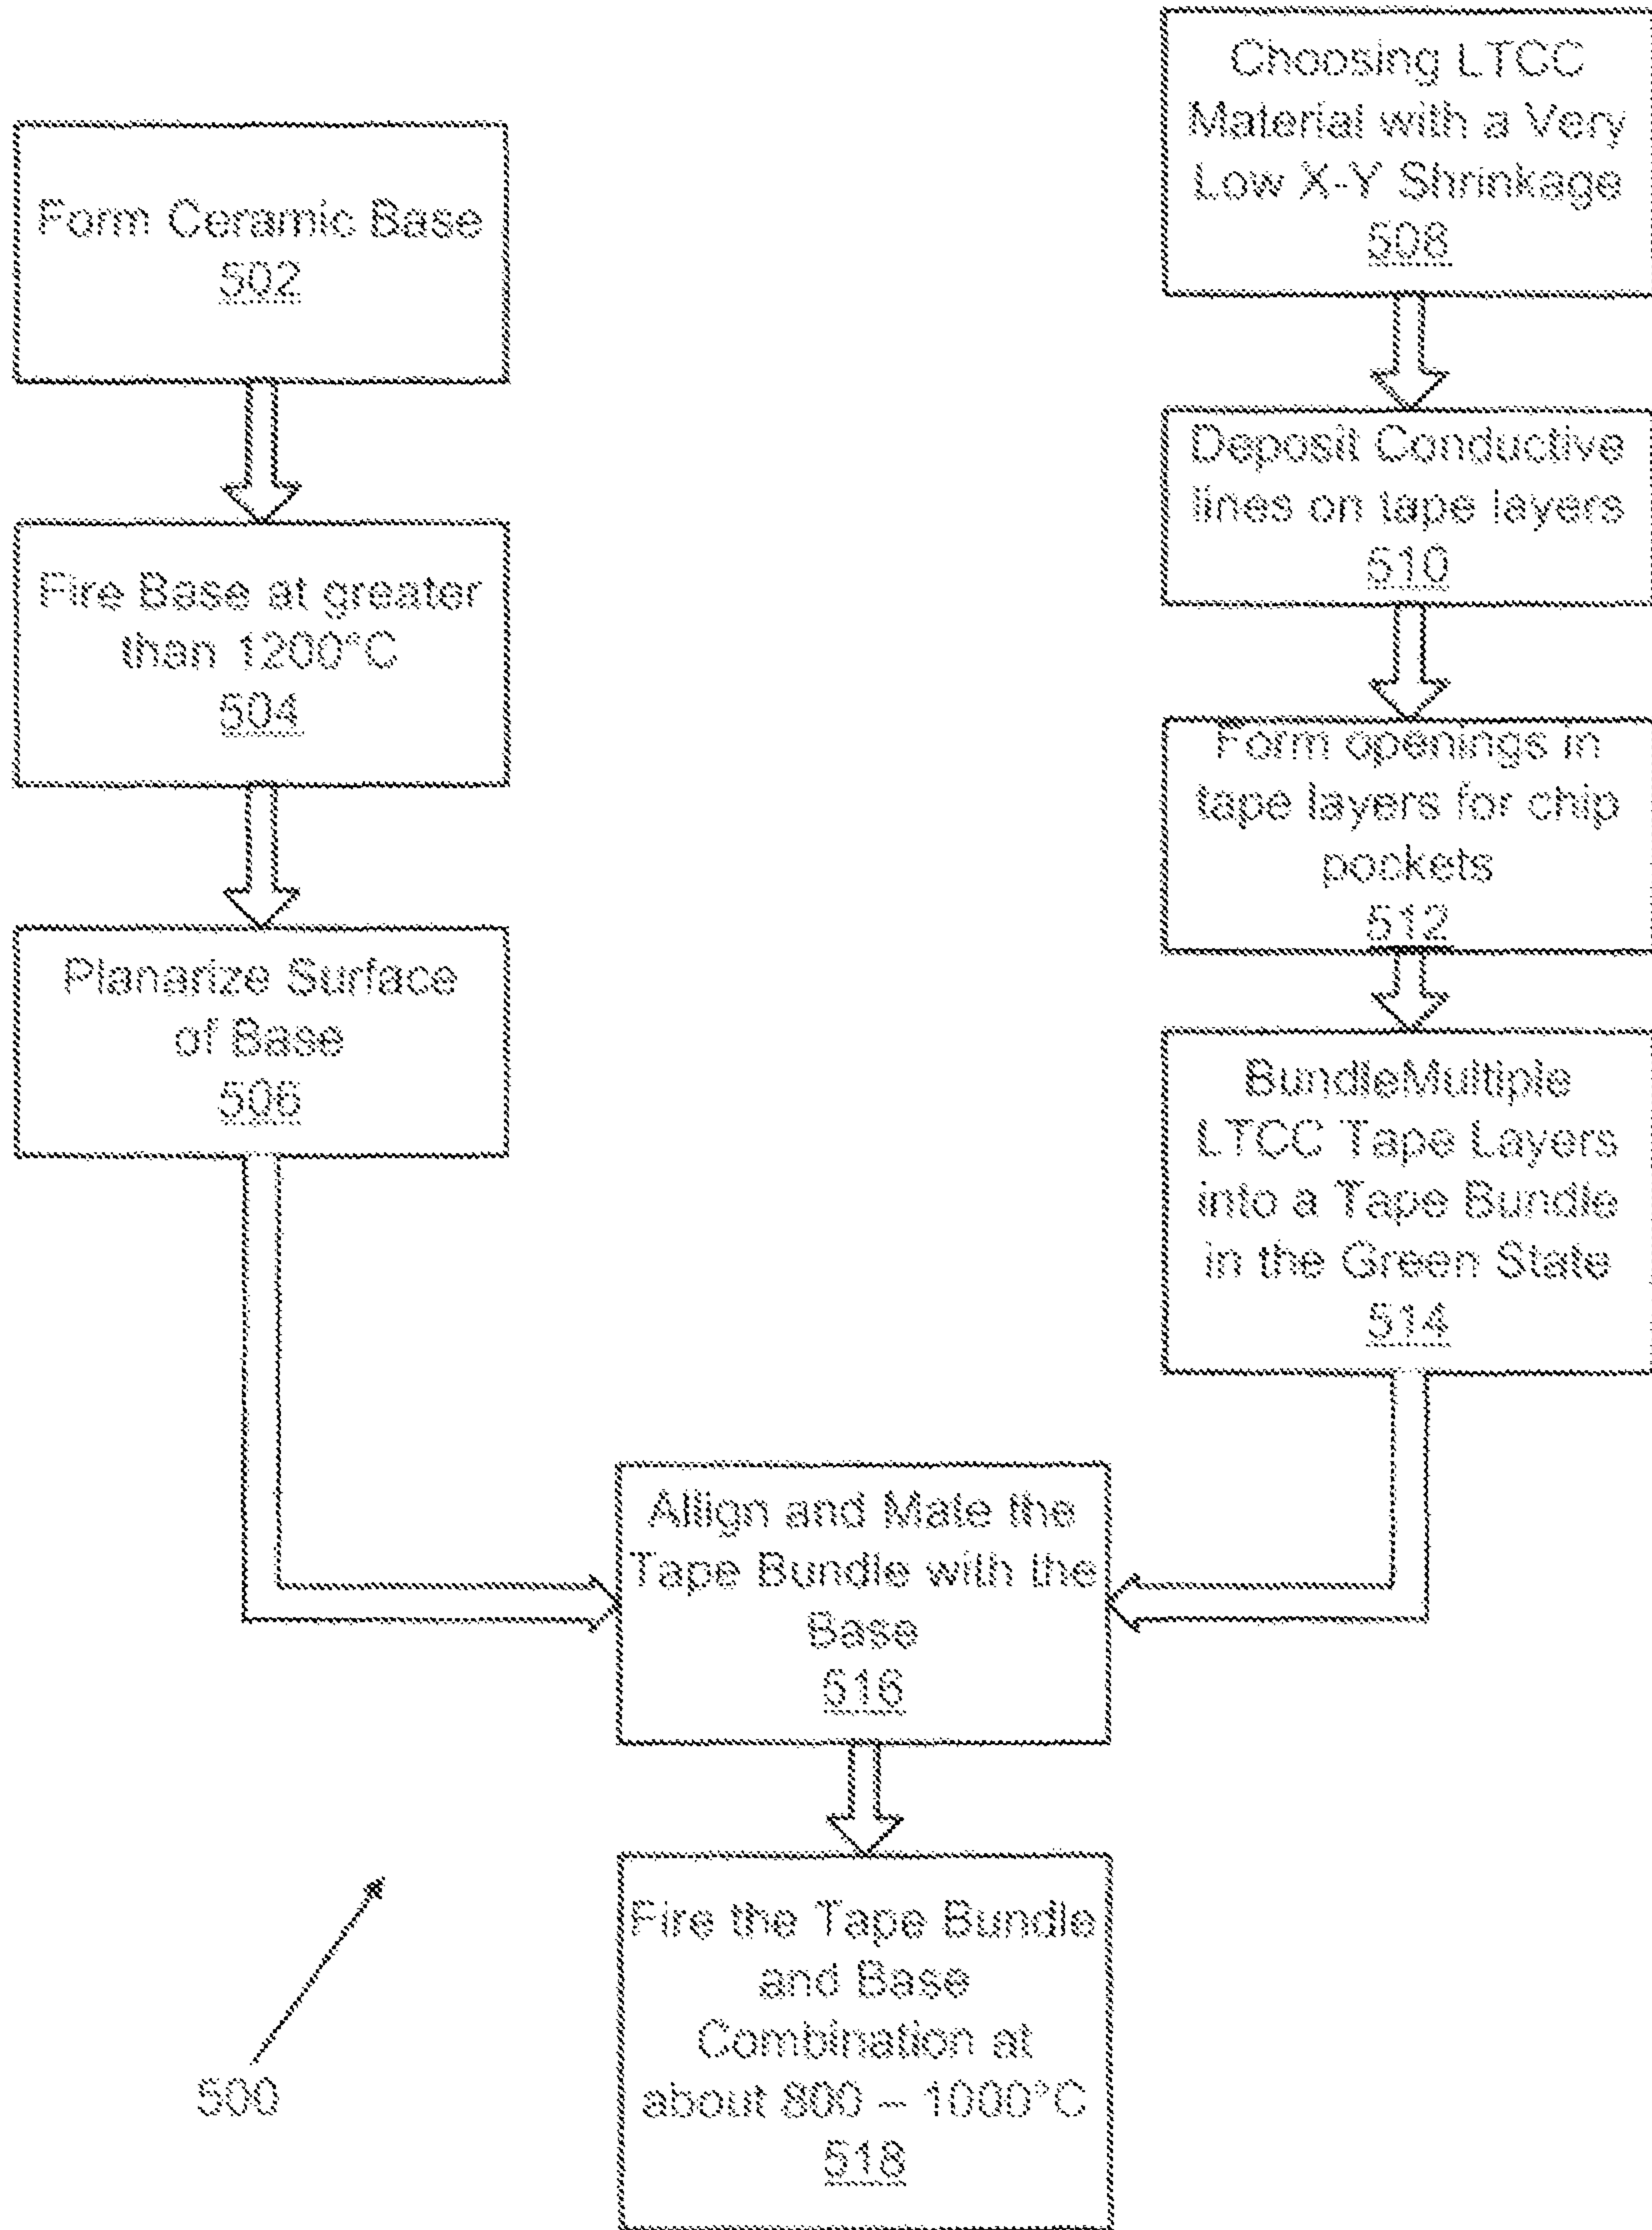 Form Ceramic Base
502
Fire Base at greater
than 1200°C
504
Planarize Surface
of Base
506
Choosing LTCC
Material with a Very
Low X-Y Shrinkage
508
Deposit Conductive
lines on tape layers
510
Form openings in
tape layers for chip
pockets
512
BundleMultiple
LTCC Tape Layers
into a Tape Bundle
in the Green State
514
Allign and Mate the
Tape Bundle with the
Base
516
Fire the Tape Bundle
and Base
Combination at
about 800 – 1000°C
518
500